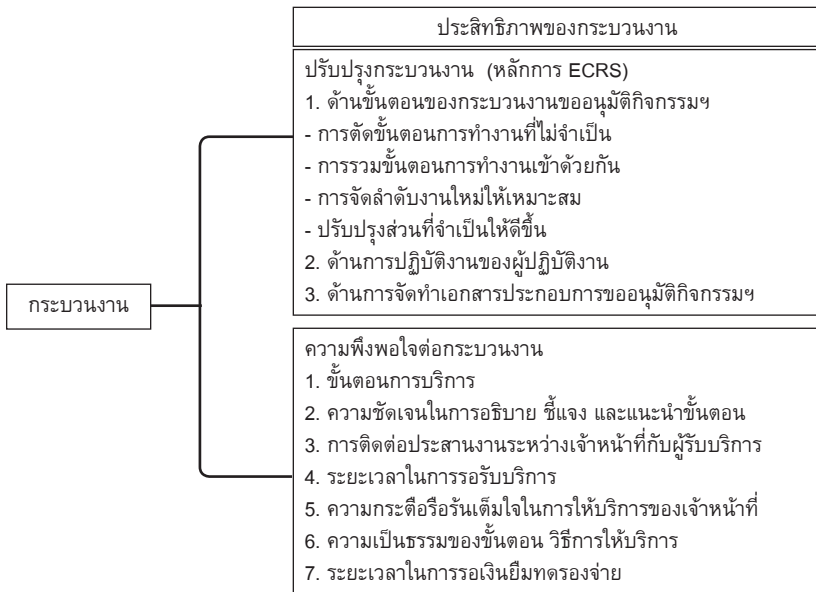 ประสิทธิภาพของกระบวนงาน
ปรับปรุงกระบวนงาน (หลักการ ECRS)
1. ด้านขั้นตอนของกระบวนงานขออนุมัติกิจกรรมฯ
- การตัดขั้นตอนการทำงานที่ไม่จำเป็น
- การรวมขั้นตอนการทำงานเข้าด้วยกัน
- การจัดลำดับงานใหม่ให้เหมาะสม
- ปรับปรุงส่วนที่จำเป็นให้ดีขึ้น
2. ด้านการปฏิบัติงานของผู้ปฏิบัติงาน
3. ด้านการจัดทำเอกสารประกอบการขออนุมัติกิจกรรมฯ
กระบวนงาน
ความพึงพอใจต่อกระบวนงาน
1. ขั้นตอนการบริการ
2. ความชัดเจนในการอธิบาย ชี้แจง และแนะนำขั้นตอน
3. การติดต่อประสานงานระหว่างเจ้าหน้าที่กับผู้รับบริการ
4. ระยะเวลาในการรอรับบริการ
5. ความกระตือรือร้นเต็มใจในการให้บริการของเจ้าหน้าที่
6. ความเป็นธรรมของขั้นตอน วิธีการให้บริการ
7. ระยะเวลาในการรอเงินยืมทดรองจ่าย